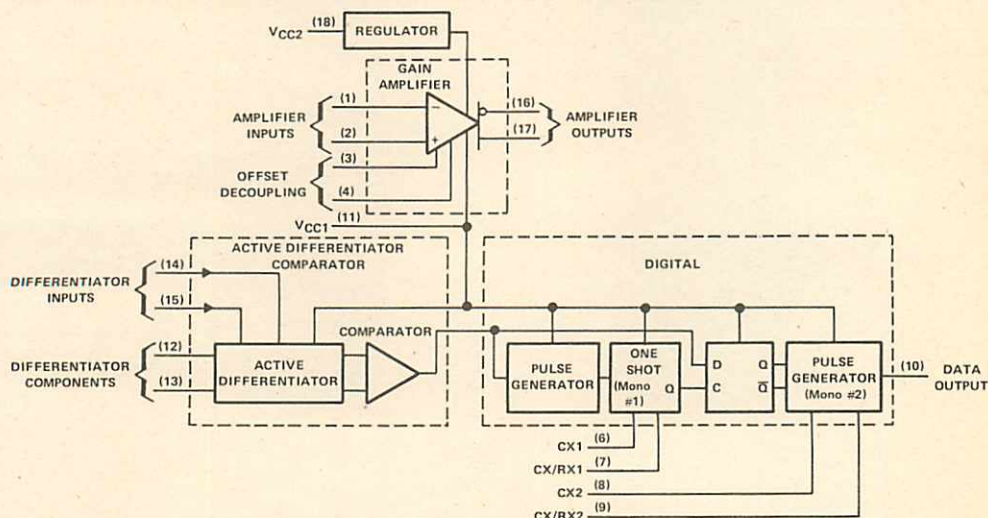 VCC2 (18) REGULATOR
GAIN
AMPLIFIER
AMPLIFIER
INPUTS
(1)
(2)
−
+
(16)
(17)
AMPLIFIER
OUTPUTS
OFFSET
DECOUPLING
(3)
(4)
VCC1 (11)
ACTIVE DIFFERENTIATOR
COMPARATOR
DIFFERENTIATOR
INPUTS
(14)
(15)
DIFFERENTIATOR
COMPONENTS
(12)
(13)
ACTIVE
DIFFERENTIATOR
COMPARATOR
DIGITAL
PULSE
GENERATOR
ONE
SHOT
(Mono
#1)
Q
D Q
C Q̅
PULSE
GENERATOR
(Mono #2)
(10)
DATA
OUTPUT
CX1 (6)
CX/RX1 (7)
CX2 (8)
CX/RX2 (9)